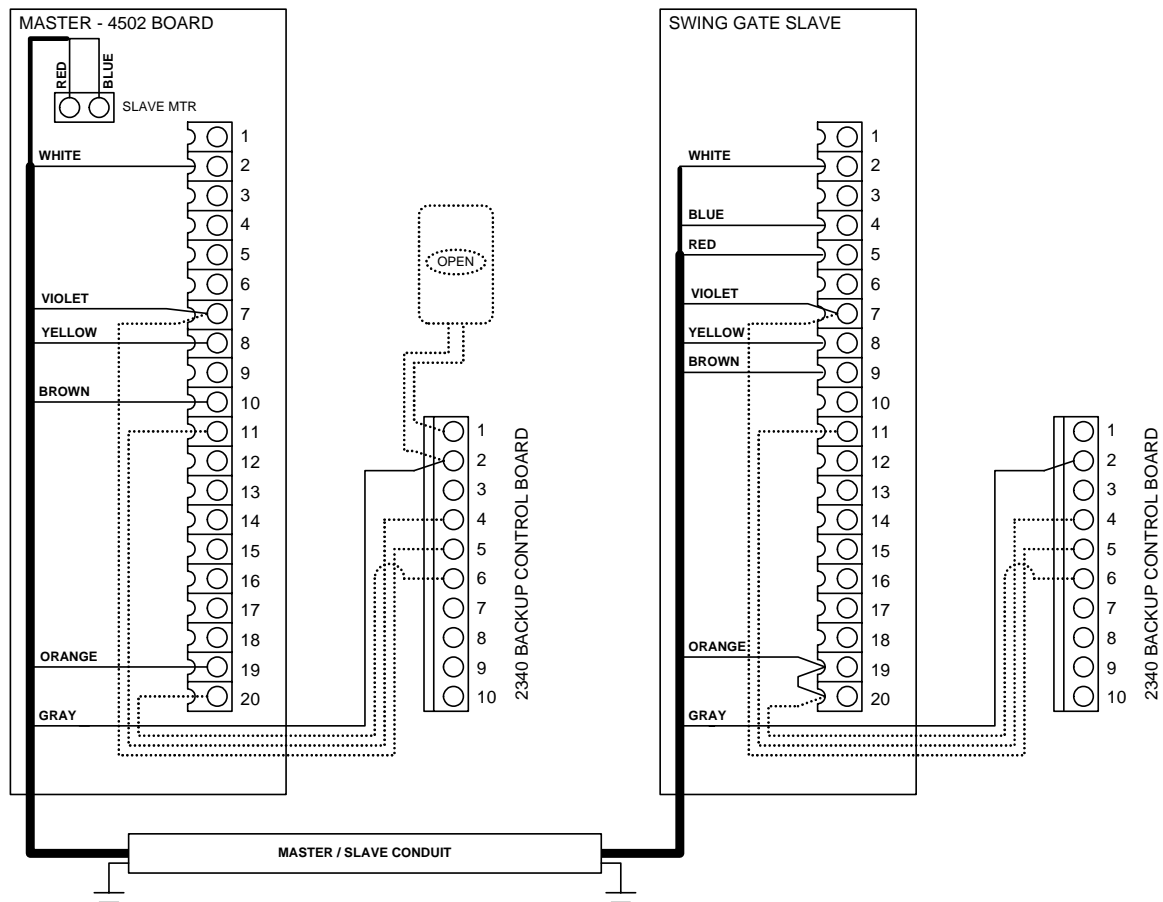 MASTER - 4502 BOARD
RED
BLUE
SLAVE MTR
WHITE
VIOLET
YELLOW
BROWN
ORANGE
GRAY
1
2
3
4
5
6
7
8
9
10
11
12
13
14
15
16
17
18
19
20
OPEN
1
2
3
4
5
6
7
8
9
10
2340 BACKUP CONTROL BOARD
SWING GATE SLAVE
WHITE
BLUE
RED
VIOLET
YELLOW
BROWN
ORANGE
GRAY
1
2
3
4
5
6
7
8
9
10
11
12
13
14
15
16
17
18
19
20
1
2
3
4
5
6
7
8
9
10
2340 BACKUP CONTROL BOARD
MASTER / SLAVE CONDUIT